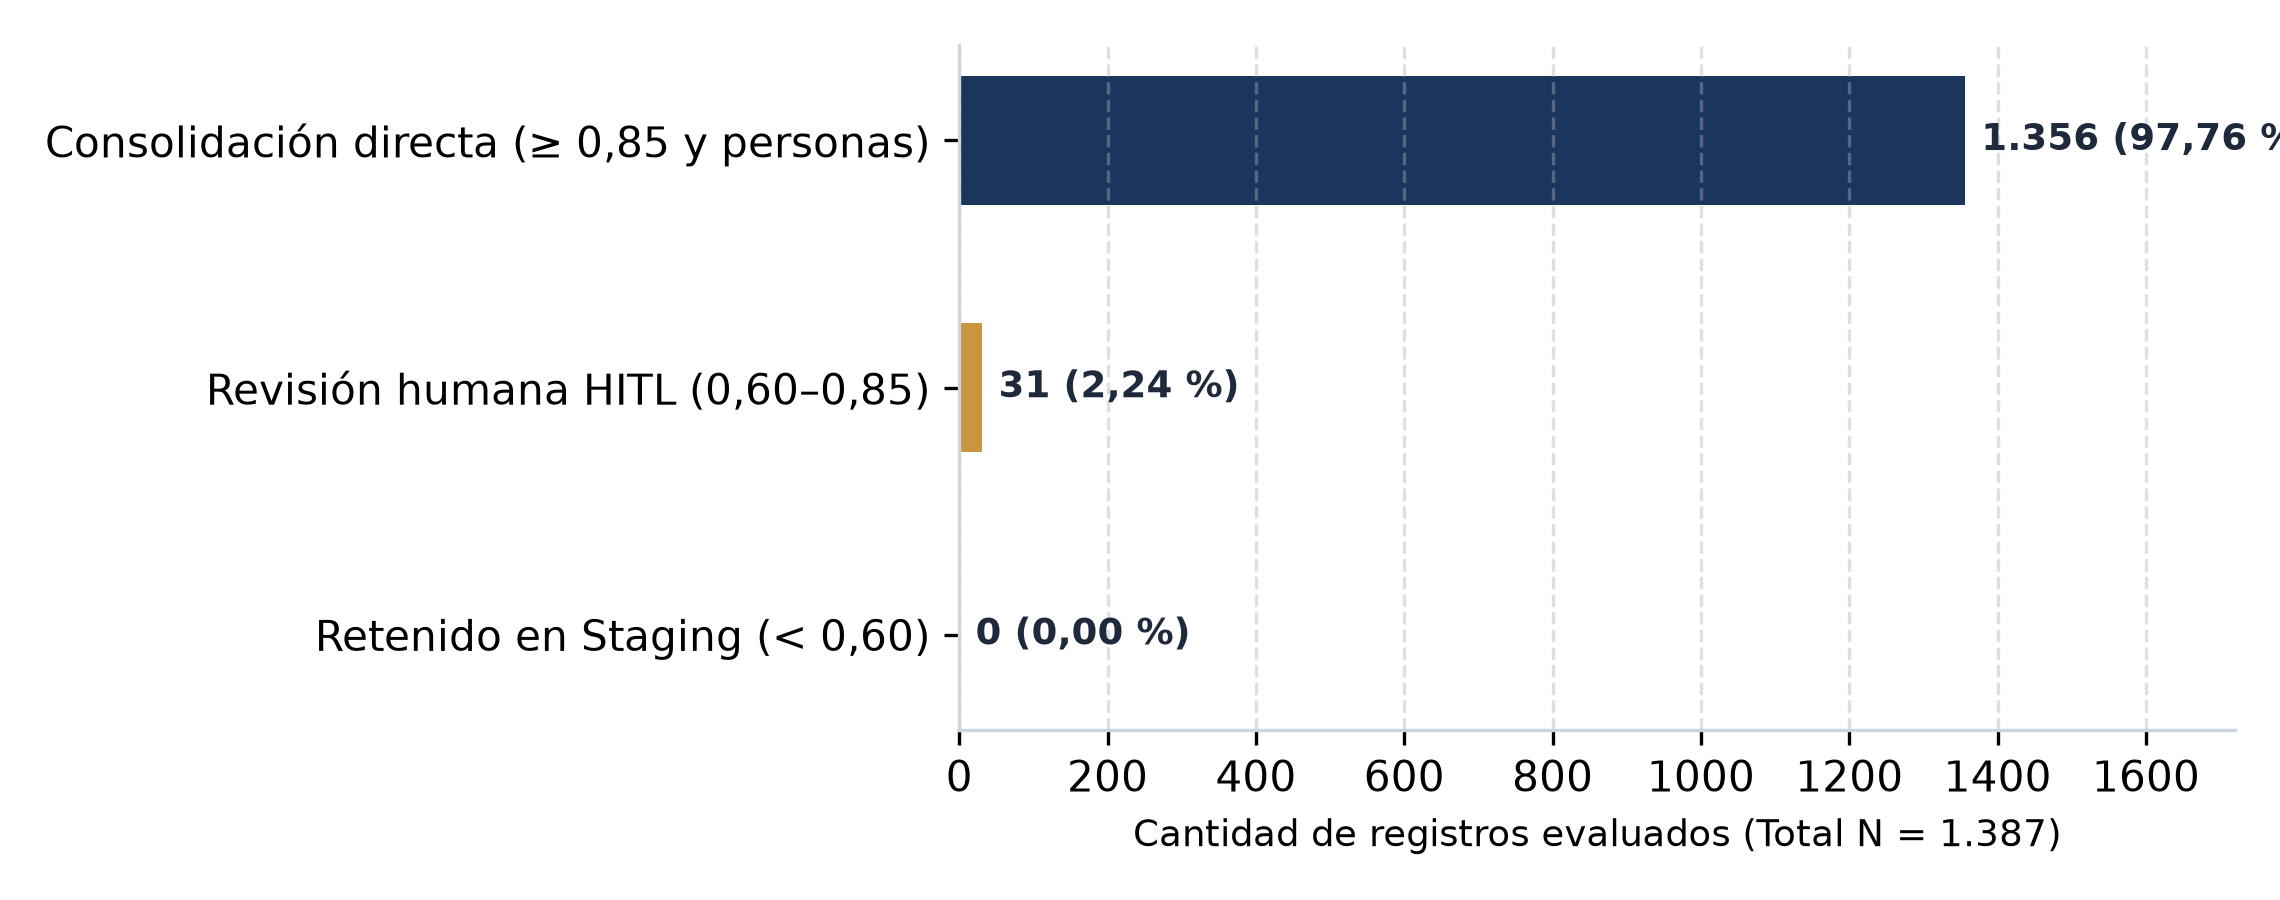 Consolidación directa (≥ 0,85 y personas)
1.356 (97,76 %
Revisión humana HITL (0,60–0,85)
31 (2,24 %)
Retenido en Staging (< 0,60)
0 (0,00 %)
0 200 400 600 800 1000 1200 1400 1600
Cantidad de registros evaluados (Total N = 1.387)